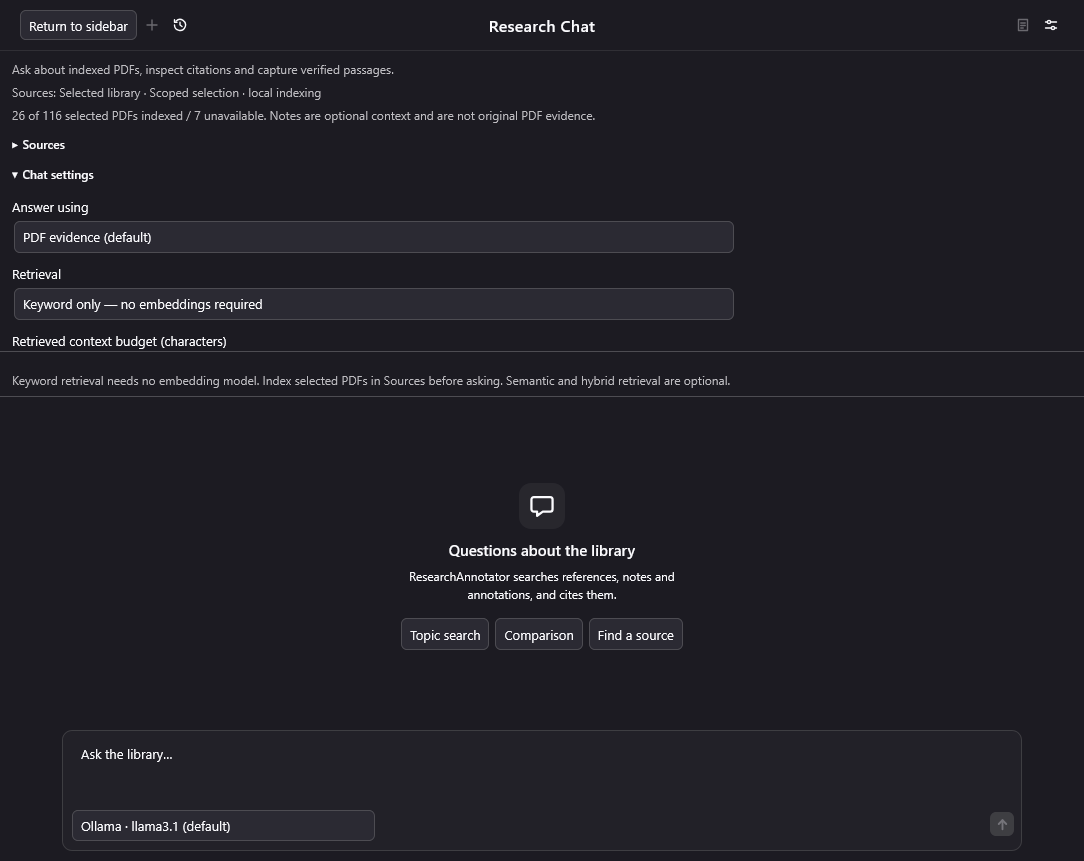 Return to sidebar
Research Chat
Ask about indexed PDFs, inspect citations and capture verified passages.
Sources: Selected library · Scoped selection · local indexing
26 of 116 selected PDFs indexed / 7 unavailable. Notes are optional context and are not original PDF evidence.
Sources
Chat settings
Answer using
PDF evidence (default)
Retrieval
Keyword only — no embeddings required
Retrieved context budget (characters)
Keyword retrieval needs no embedding model. Index selected PDFs in Sources before asking. Semantic and hybrid retrieval are optional.
Questions about the library
ResearchAnnotator searches references, notes and
annotations, and cites them.
Topic search
Comparison
Find a source
Ask the library...
Ollama · llama3.1 (default)